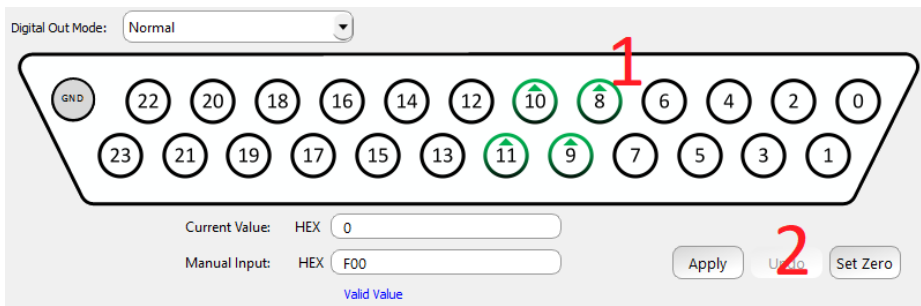 Digital Out Mode: Normal
1
GND 22 20 18 16 14 12 10 8 6 4 2 0
23 21 19 17 15 13 11 9 7 5 3 1
Current Value: HEX 0
2
Manual Input: HEX F00 Apply Undo Set Zero
Valid Value